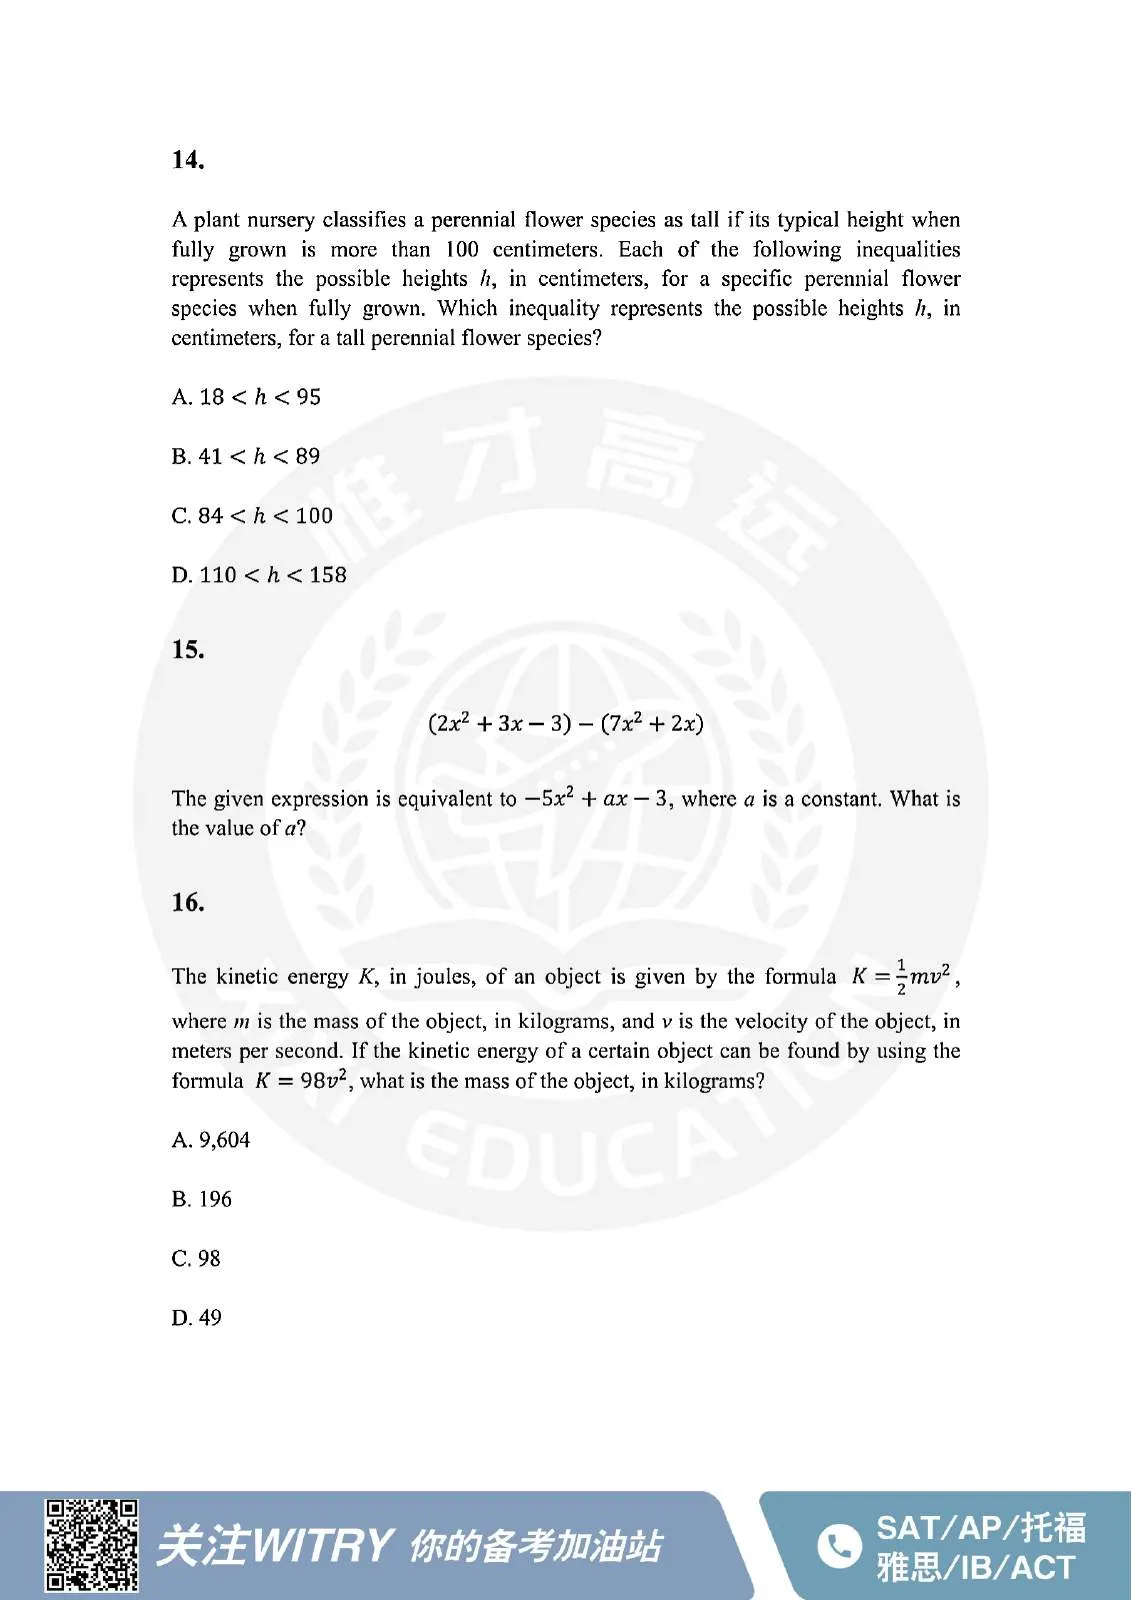 14.
A plant nursery classifies a perennial flower species as tall if its typical height when
fully grown is more than 100 centimeters. Each of the following inequalities
represents the possible heights h, in centimeters, for a specific perennial flower
species when fully grown. Which inequality represents the possible heights h, in
centimeters, for a tall perennial flower species?
A. 18 < h < 95
B. 41 < h < 89
C. 84 < h < 100
D. 110 < h < 158
15.
(2x² + 3x − 3) − (7x² + 2x)
The given expression is equivalent to −5x² + ax − 3, where a is a constant. What is
the value of a?
16.
The kinetic energy K, in joules, of an object is given by the formula K = ½mv²,
where m is the mass of the object, in kilograms, and v is the velocity of the object, in
meters per second. If the kinetic energy of a certain object can be found by using the
formula K = 98v², what is the mass of the object, in kilograms?
A. 9,604
B. 196
C. 98
D. 49
惟才高远
EDUCATION
关注WITRY 你的备考加油站
SAT/AP/托福
雅思/IB/ACT